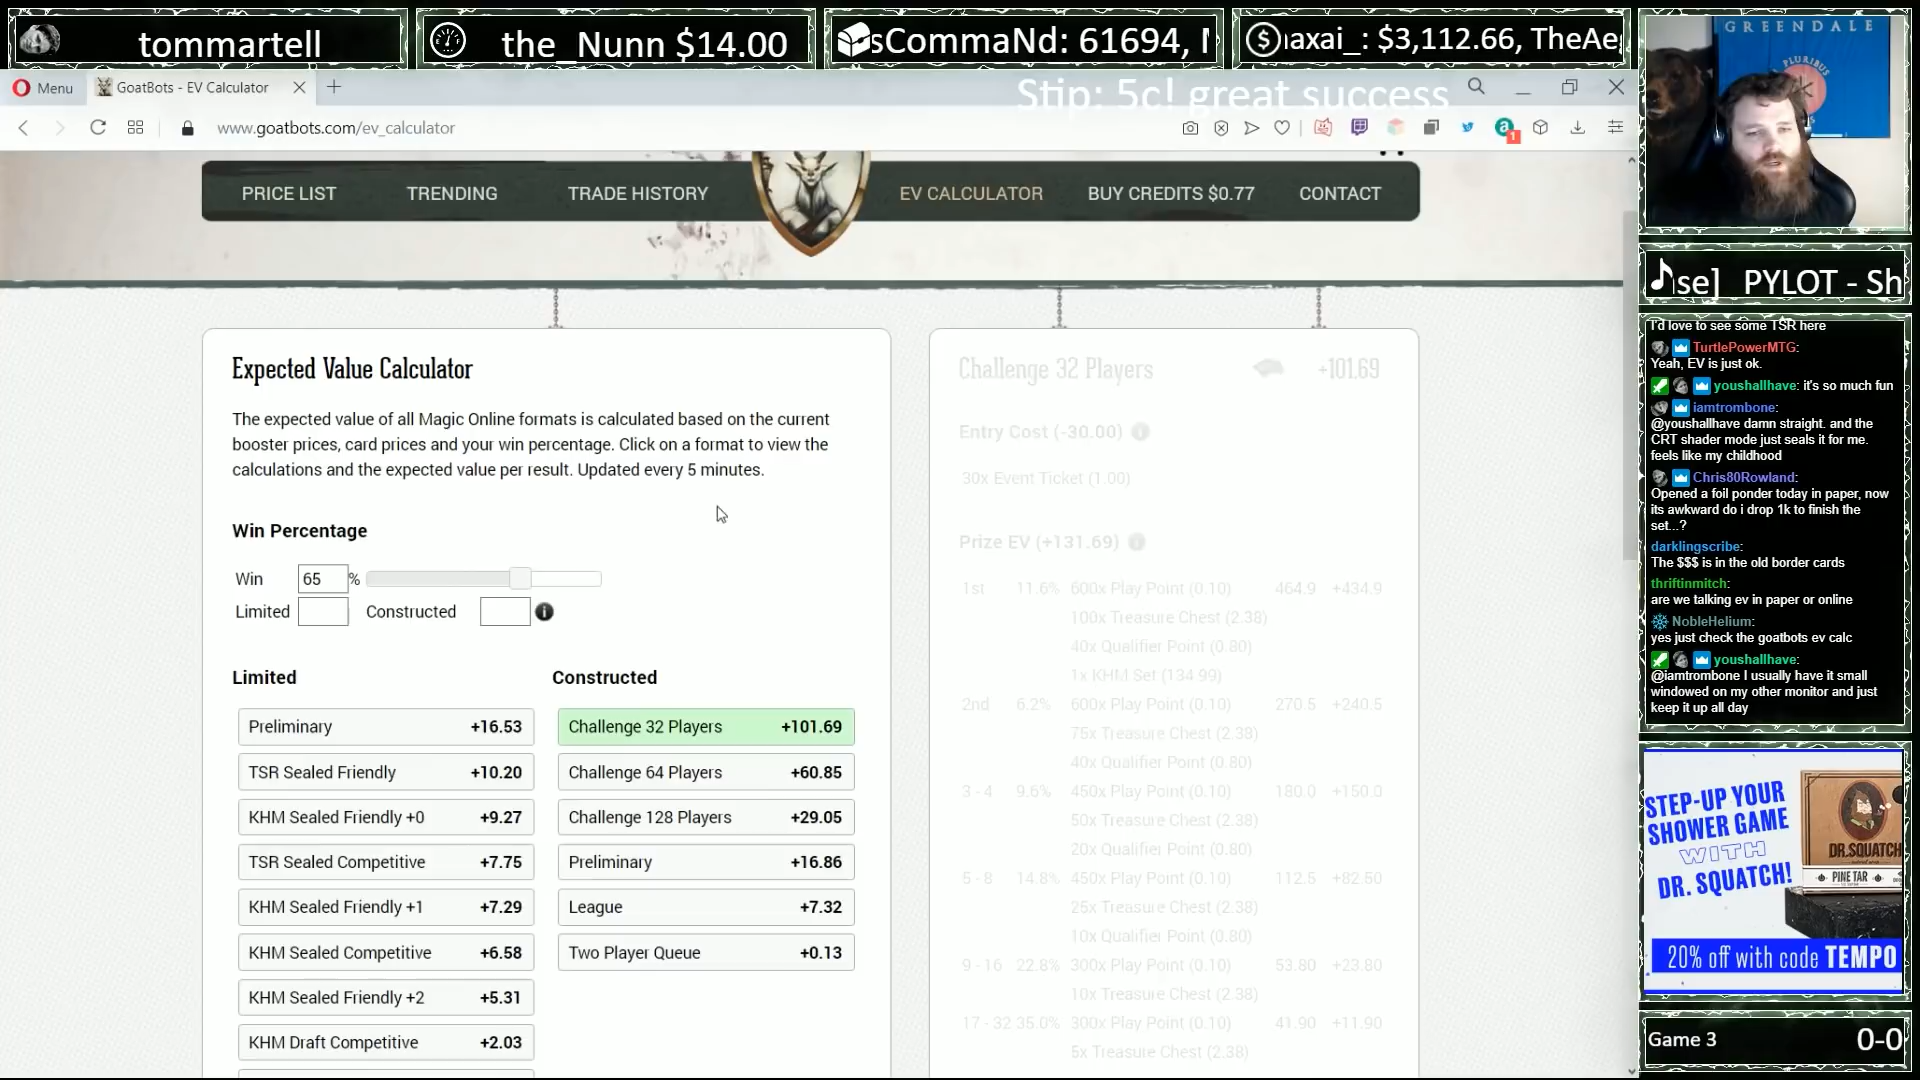 tommartell
the_Nunn $14.00
sCommaNd: 61694,
axai_: $3,112.66, TheAe
GREENDALE
PLURIBUS
Menu
GoatBots - EV Calculator
Stip: 5c! great success
www.goatbots.com/ev_calculator
1
PRICE LIST
TRENDING
TRADE HISTORY
EV CALCULATOR
BUY CREDITS $0.77
CONTACT
Expected Value Calculator
The expected value of all Magic Online formats is calculated based on the current
booster prices, card prices and your win percentage. Click on a format to view the
calculations and the expected value per result. Updated every 5 minutes.
Win Percentage
Win 65 %
Limited Constructed
Limited
Preliminary +16.53
TSR Sealed Friendly +10.20
KHM Sealed Friendly +0 +9.27
TSR Sealed Competitive +7.75
KHM Sealed Friendly +1 +7.29
KHM Sealed Competitive +6.58
KHM Sealed Friendly +2 +5.31
KHM Draft Competitive +2.03
Constructed
Challenge 32 Players +101.69
Challenge 64 Players +60.85
Challenge 128 Players +29.05
Preliminary +16.86
League +7.32
Two Player Queue +0.13
Challenge 32 Players +101.69
Entry Cost (-30.00)
30x Event Ticket (1.00)
Prize EV (+131.69)
1st 11.6% 600x Play Point (0.10) 464.9 +434.9
100x Treasure Chest (2.38)
40x Qualifier Point (0.80)
1x KHM Set (134.99)
2nd 6.2% 600x Play Point (0.10) 270.5 +240.5
75x Treasure Chest (2.38)
40x Qualifier Point (0.80)
3 - 4 9.6% 450x Play Point (0.10) 180.0 +150.0
50x Treasure Chest (2.38)
20x Qualifier Point (0.80)
5 - 8 14.8% 450x Play Point (0.10) 112.5 +82.50
25x Treasure Chest (2.38)
10x Qualifier Point (0.80)
9 - 16 22.8% 300x Play Point (0.10) 53.80 +23.80
10x Treasure Chest (2.38)
17 - 32 35.0% 300x Play Point (0.10) 41.90 +11.90
5x Treasure Chest (2.38)
se] PYLOT - Sh
I'd love to see some TSR here
TurtlePowerMTG:
Yeah, EV is just ok.
youshallhave: it's so much fun
iamtrombone:
@youshallhave damn straight. and the
CRT shader mode just seals it for me.
feels like my childhood
Chris80Rowland:
Opened a foil ponder today in paper, now
its awkward do i drop 1k to finish the
set...?
darklingscribe:
The $$$ is in the old border cards
thriftinmitch:
are we talking ev in paper or online
NobleHelium:
yes just check the goatbots ev calc
youshallhave:
@iamtrombone I usually have it small
windowed on my other monitor and just
keep it up all day
STEP-UP YOUR
SHOWER GAME
WITH
DR. SQUATCH!
DR.SQUATCH
PINE TAR
20% off with code TEMPO
Game 3 0-0